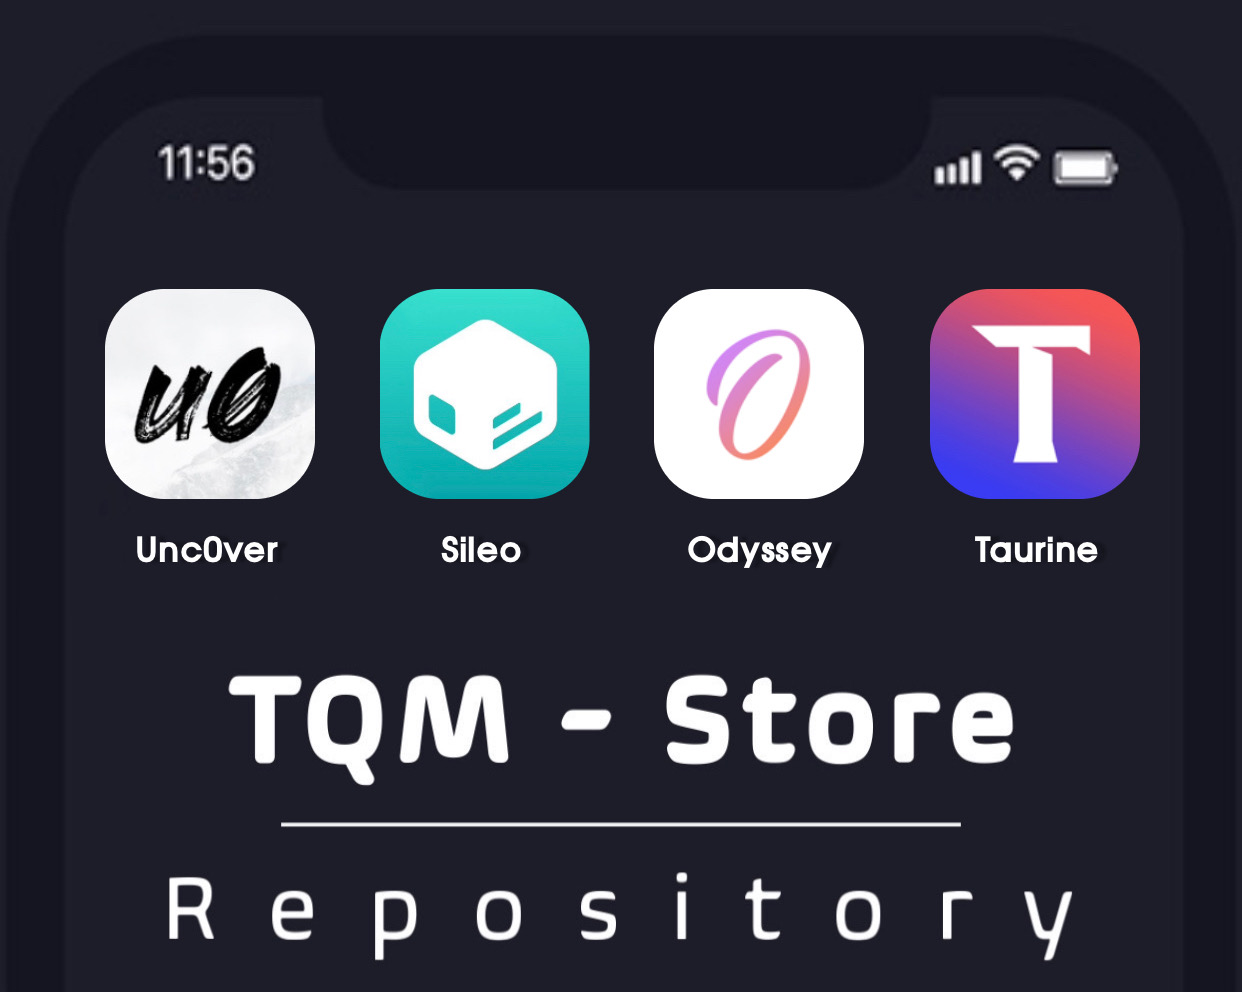 11:56
u0
O
T
Unc0ver Sileo Odyssey Taurine
TQM - Store
Repository